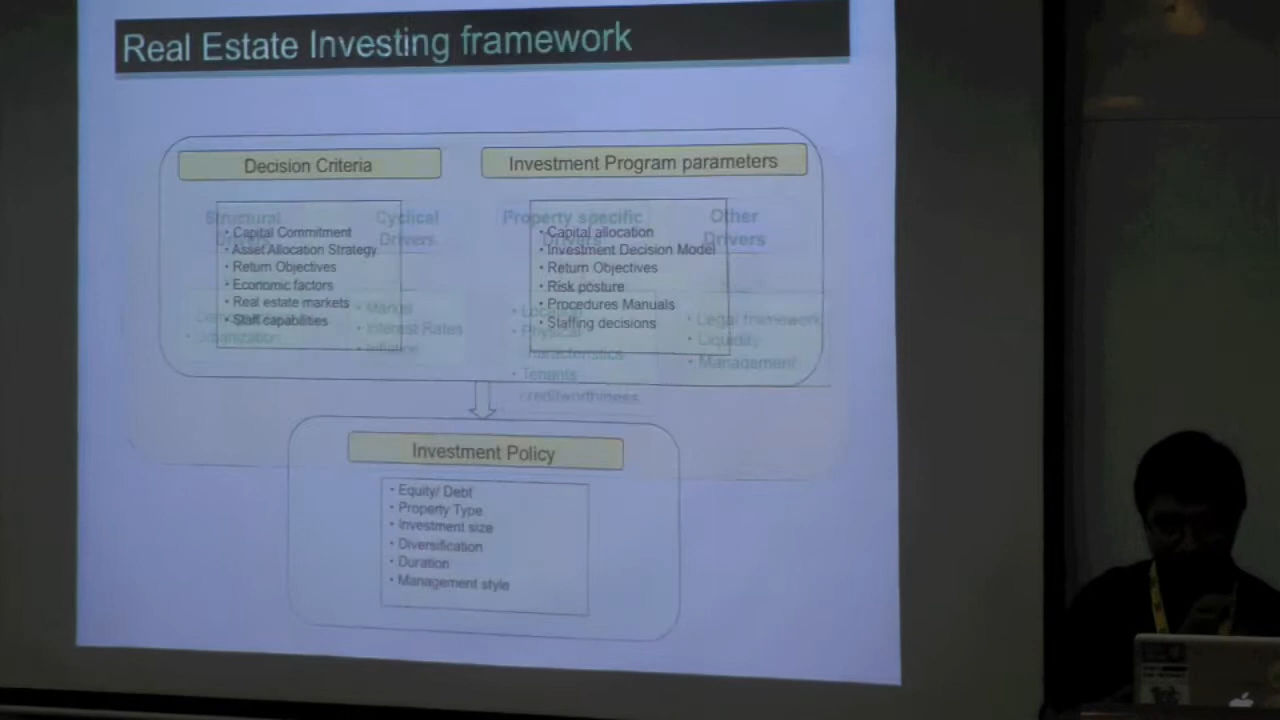 Real Estate Investing framework
Decision Criteria
• Capital Commitment
• Asset Allocation Strategy
• Return Objectives
• Economic factors
• Real estate markets
• Staff capabilities
Investment Program parameters
• Capital allocation
• Investment Decision Model
• Return Objectives
• Risk posture
• Procedures Manuals
• Staffing decisions
Structural
Cyclical
Drivers
• Interest Rates
• Inflation
Property specific
Drivers
• Physical
characteristics
• Tenants
creditworthiness
Other
Drivers
• Legal framework
• Liquidity
• Management
Investment Policy
• Equity/ Debt
• Property Type
• Investment size
• Diversification
• Duration
• Management style